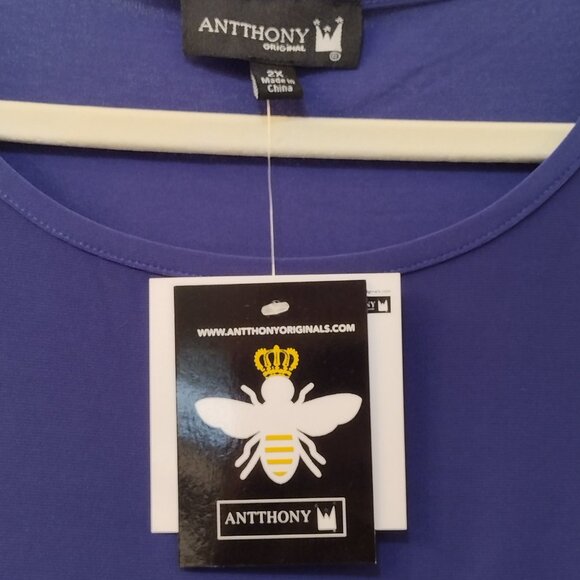 ANTTHONY
ORIGINAL
®
2X
Made in
China
WWW.ANTTHONYORIGINALS.COM
ANTTHONY